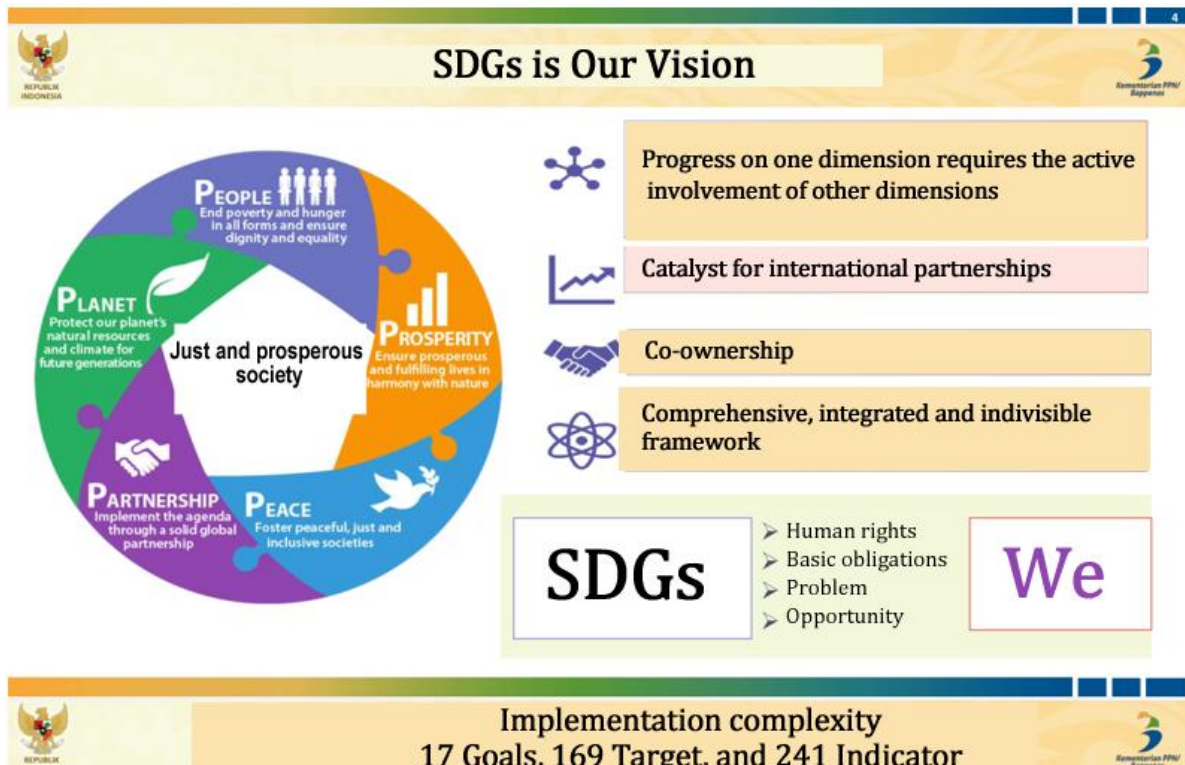 4
REPUBLIK
INDONESIA
SDGs is Our Vision
Kementerian PPN/
Bappenas
PEOPLE
End poverty and hunger
in all forms and ensure
dignity and equality
PLANET
Protect our planet's
natural resources
and climate for
future generations
PROSPERITY
Ensure prosperous
and fulfilling lives in
harmony with nature
Just and prosperous
society
PARTNERSHIP
Implement the agenda
through a solid global
partnership
PEACE
Foster peaceful, just and
inclusive societies
Progress on one dimension requires the active
involvement of other dimensions
Catalyst for international partnerships
Co-ownership
Comprehensive, integrated and indivisible
framework
SDGs
➢ Human rights
➢ Basic obligations
➢ Problem
➢ Opportunity
We
REPUBLIK
Implementation complexity
17 Goals, 169 Target, and 241 Indicator
Kementerian PPN/
Bappenas